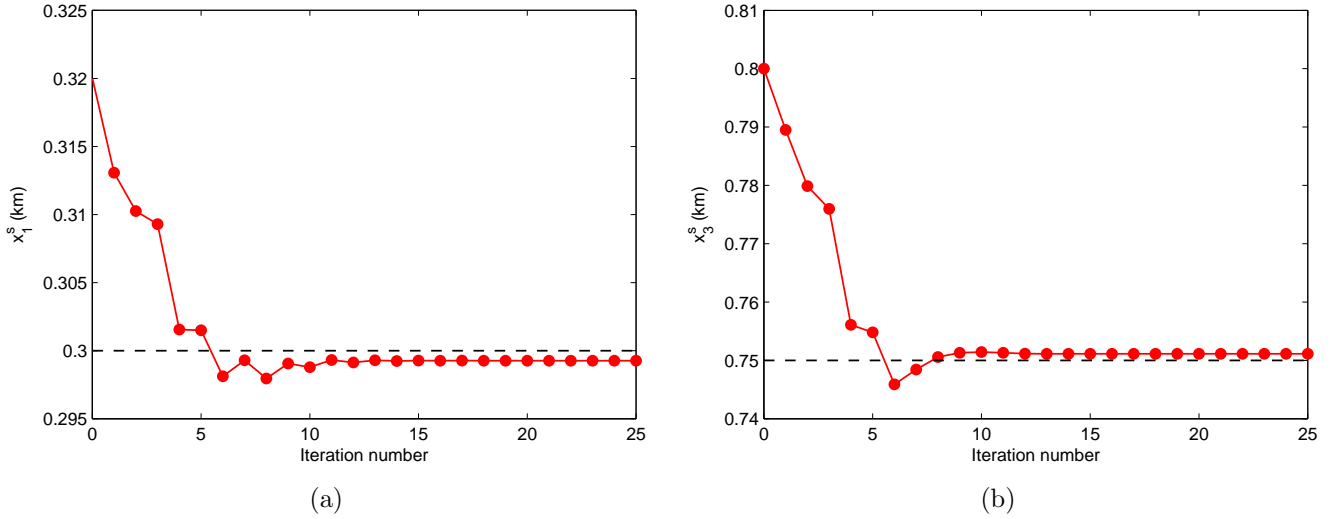 0.325
0.32
0.315
0.31
0.305
0.3
0.295
x₁ˢ (km)
0 5 10 15 20 25
Iteration number
(a)
0.81
0.8
0.79
0.78
0.77
0.76
0.75
0.74
x₃ˢ (km)
0 5 10 15 20 25
Iteration number
(b)